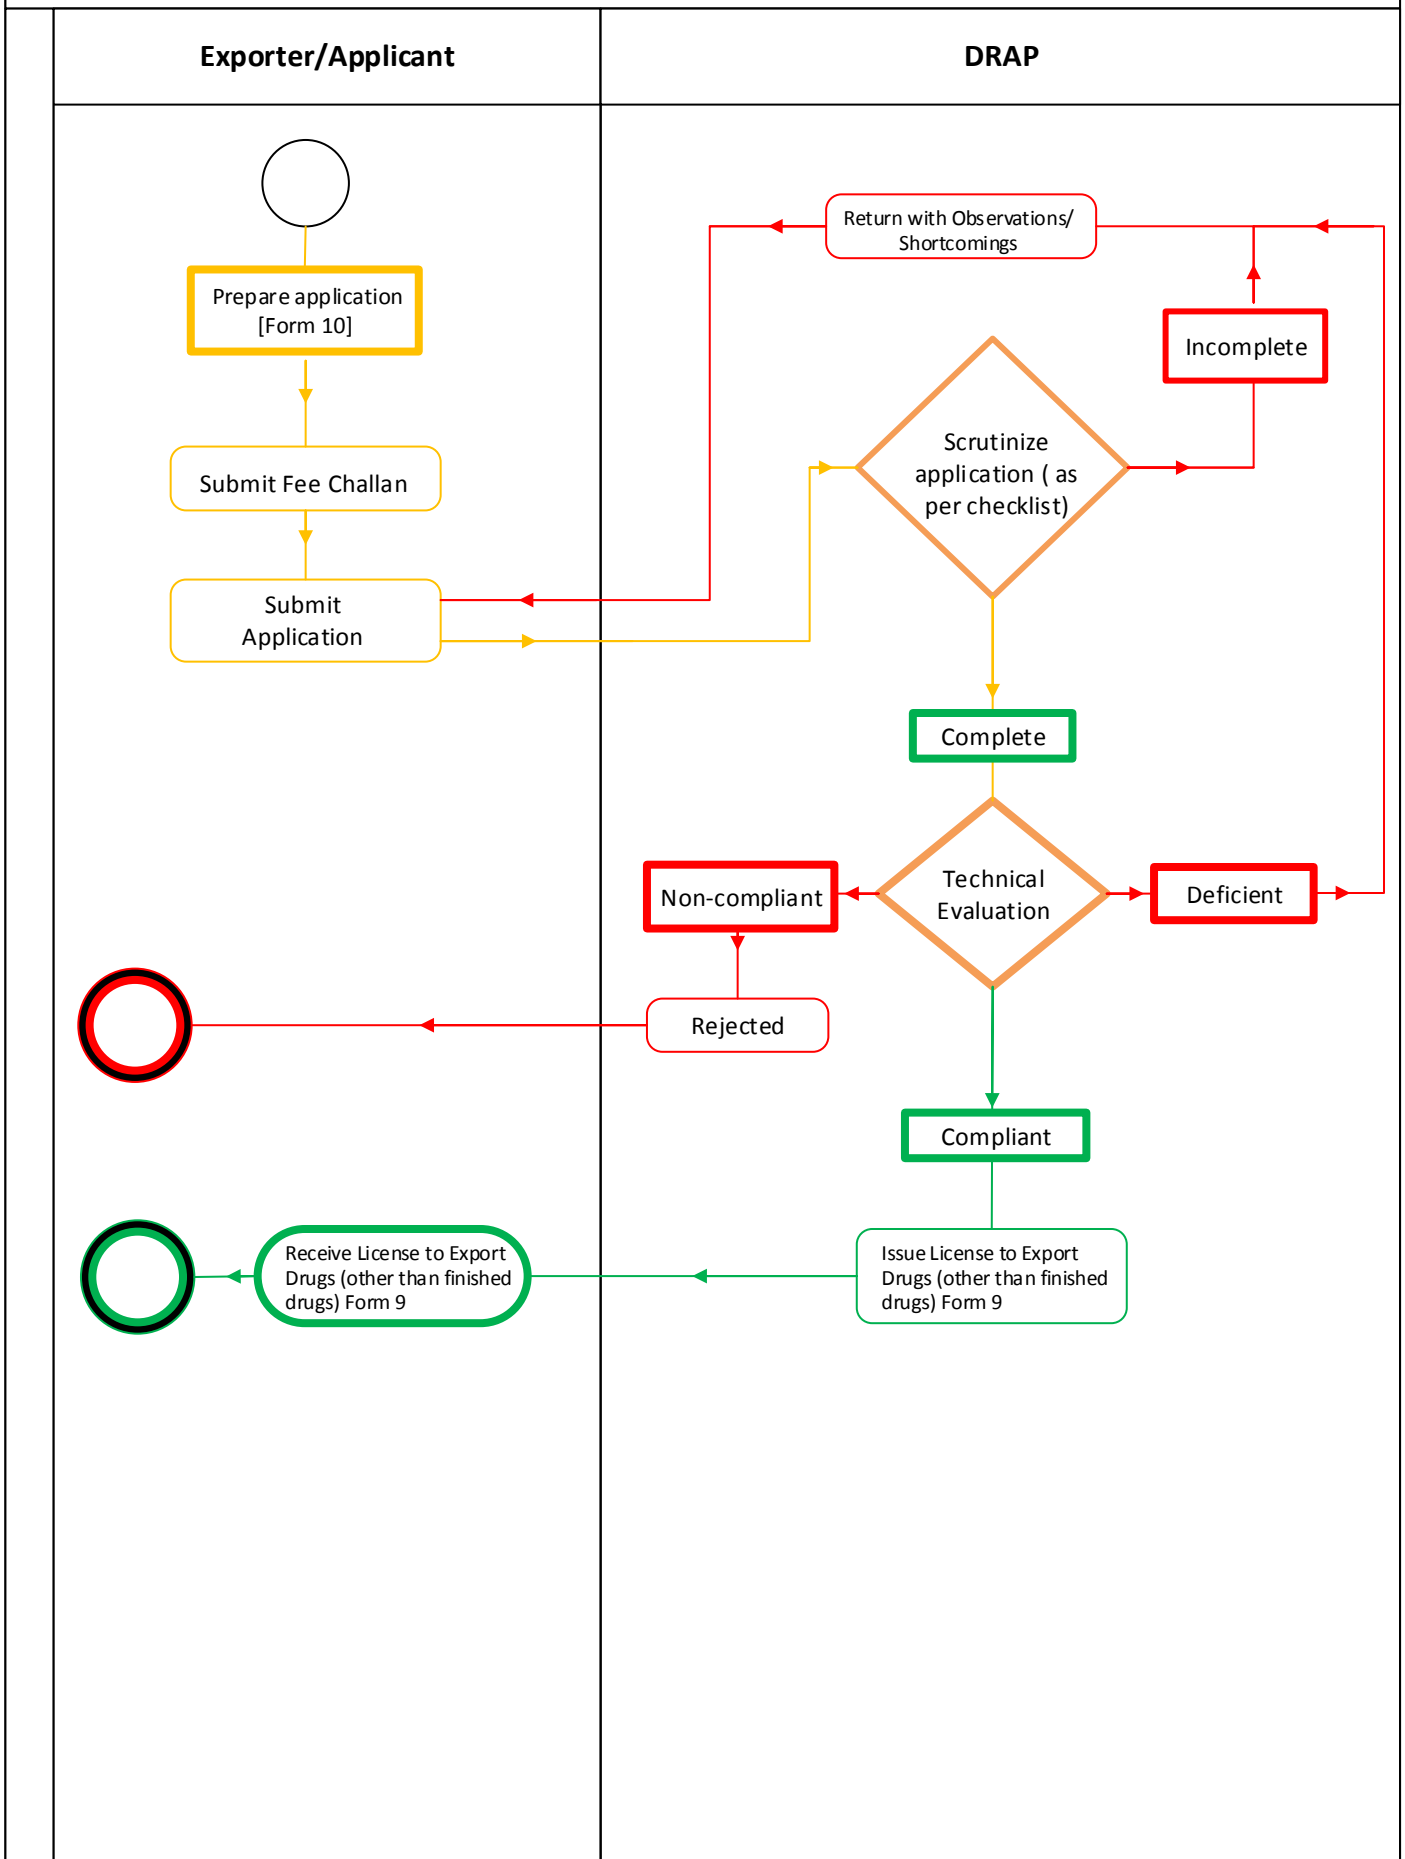 Exporter/Applicant
DRAP
Return with Observations/
Shortcomings
Prepare application
[Form 10]
Incomplete
Scrutinize
application ( as
per checklist)
Submit Fee Challan
Submit
Application
Complete
Technical
Evaluation
Non-compliant
Deficient
Rejected
Compliant
Receive License to Export
Drugs (other than finished
drugs) Form 9
Issue License to Export
Drugs (other than finished
drugs) Form 9